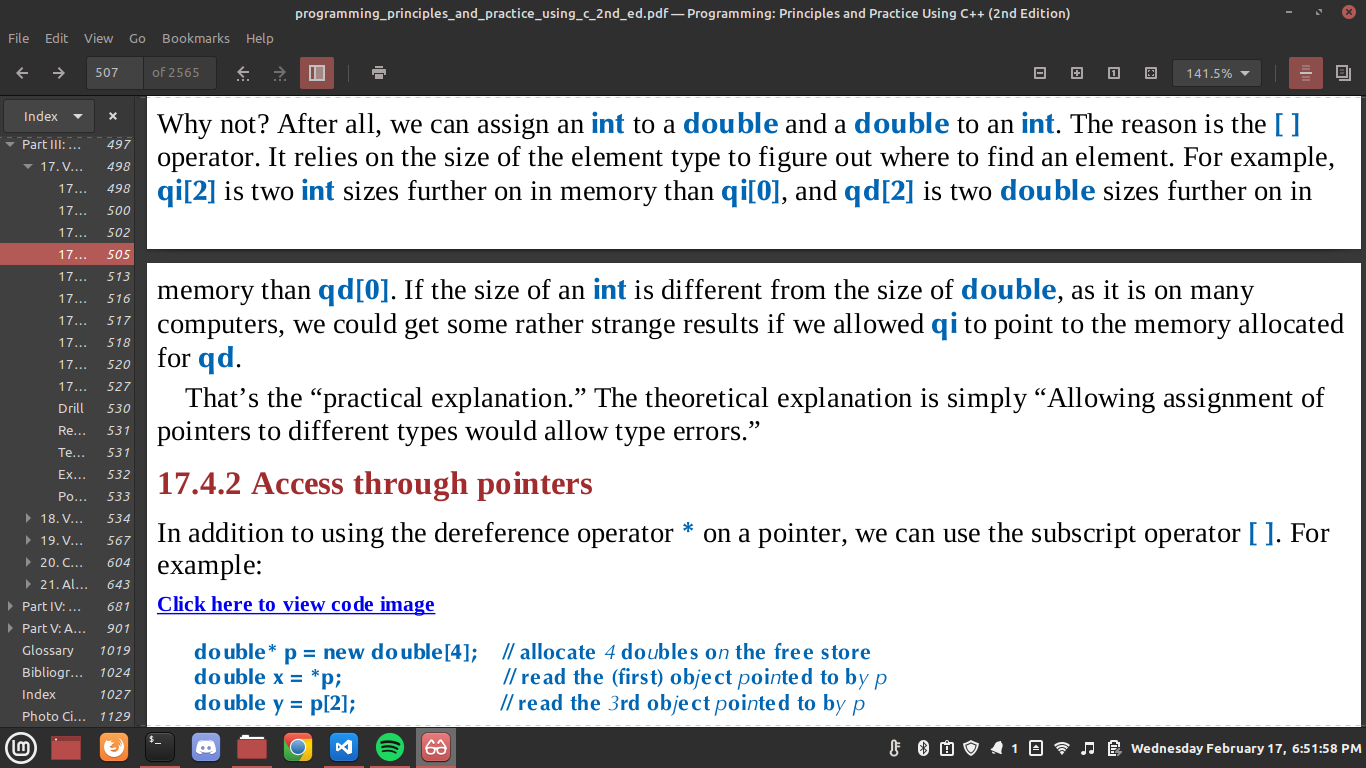 programming_principles_and_practice_using_c_2nd_ed.pdf — Programming: Principles and Practice Using C++ (2nd Edition)
File Edit View Go Bookmarks Help
507 of 2565 141.5%
Index
Part III: ... 497
17. V... 498
17... 498
17... 500
17... 502
17... 505
17... 513
17... 516
17... 517
17... 518
17... 520
17... 527
Drill 530
Re... 531
Te... 531
Ex... 532
Po... 533
18. V... 534
19. V... 567
20. C... 604
21. Al... 643
Part IV: ... 681
Part V: A... 901
Glossary 1019
Bibliogr... 1024
Index 1027
Photo Ci... 1129
Why not? After all, we can assign an int to a double and a double to an int. The reason is the [ ]
operator. It relies on the size of the element type to figure out where to find an element. For example,
qi[2] is two int sizes further on in memory than qi[0], and qd[2] is two double sizes further on in
memory than qd[0]. If the size of an int is different from the size of double, as it is on many
computers, we could get some rather strange results if we allowed qi to point to the memory allocated
for qd.
That’s the “practical explanation.” The theoretical explanation is simply “Allowing assignment of
pointers to different types would allow type errors.”
17.4.2 Access through pointers
In addition to using the dereference operator * on a pointer, we can use the subscript operator [ ]. For
example:
Click here to view code image
double* p = new double[4]; // allocate 4 doubles on the free store
double x = *p; // read the (first) object pointed to by p
double y = p[2]; // read the 3rd object pointed to by p
1 Wednesday February 17, 6:51:58 PM